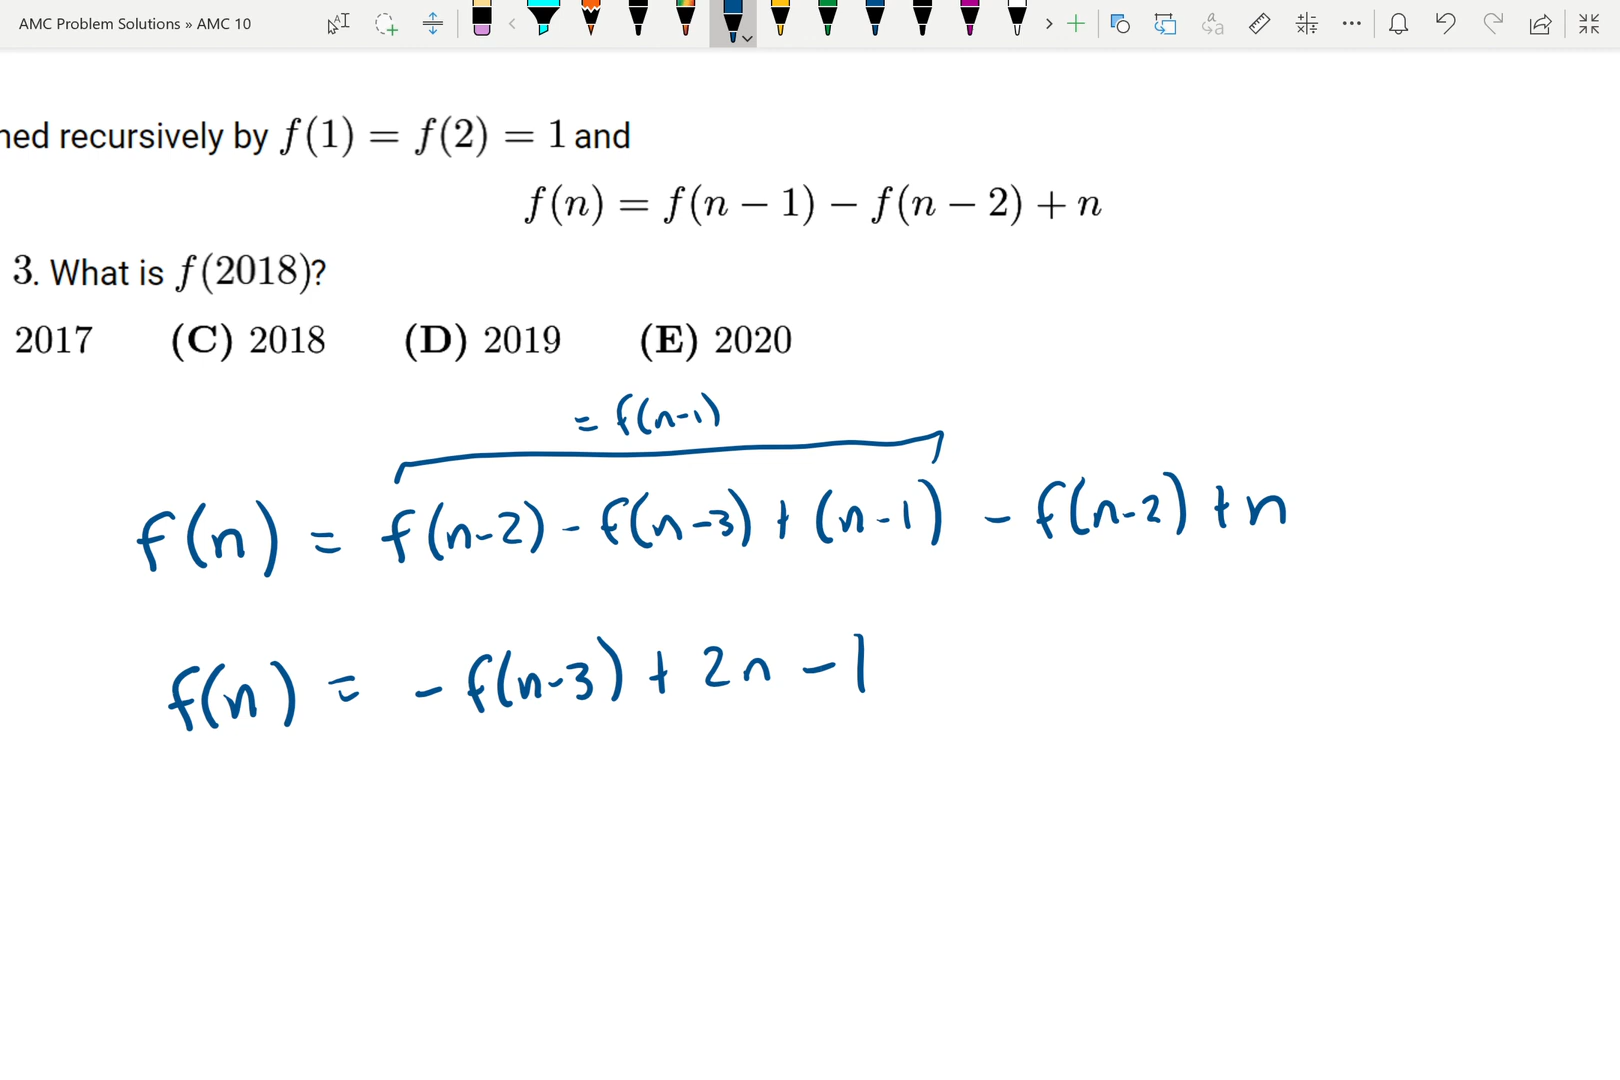 AMC Problem Solutions » AMC 10
ned recursively by f(1) = f(2) = 1 and
f(n) = f(n − 1) − f(n − 2) + n
3. What is f(2018)?
2017 (C) 2018 (D) 2019 (E) 2020
= f(n-1)
f(n) = f(n-2) - f(n-3) + (n-1) - f(n-2) + n
f(n) = - f(n-3) + 2n - 1